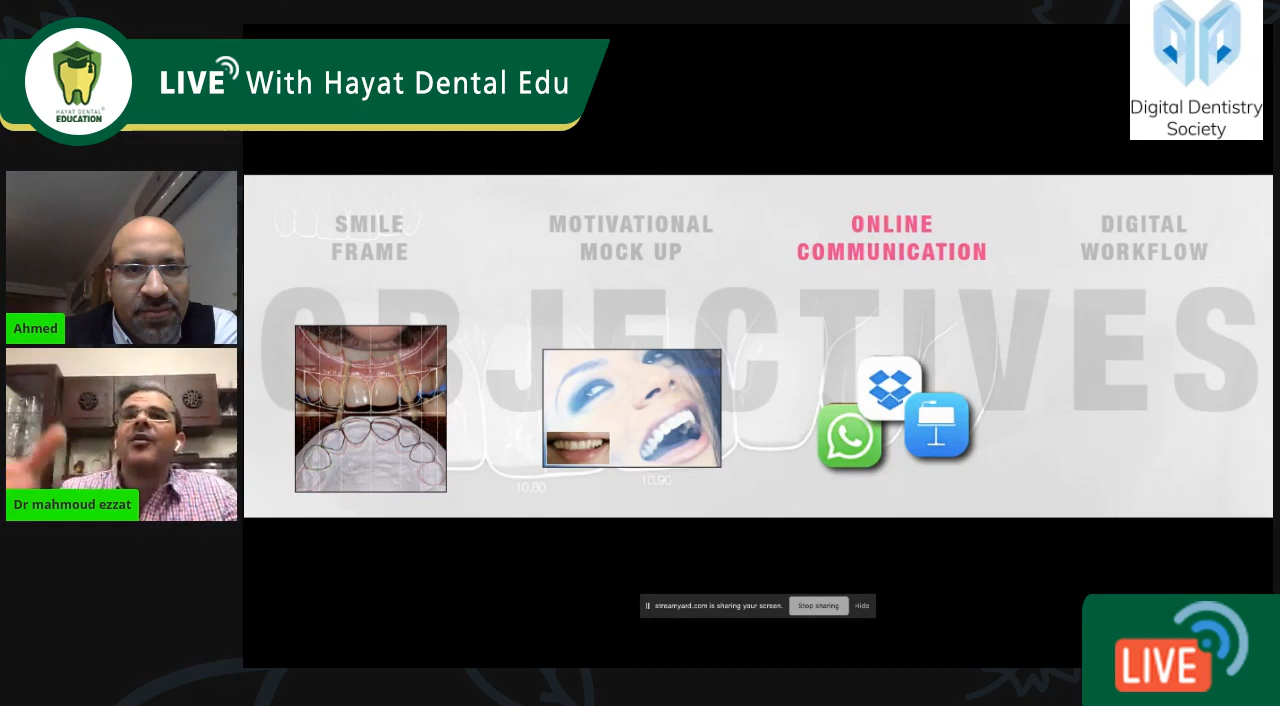 LIVE With Hayat Dental Edu
HAYAT DENTAL®
EDUCATION
Digital Dentistry
Society
Ahmed
Dr mahmoud ezzat
SMILE
FRAME
MOTIVATIONAL
MOCK UP
ONLINE
COMMUNICATION
DIGITAL
WORKFLOW
OBJECTIVES
10,80
10,90
streamyard.com is sharing your screen.
Stop sharing
Hide
LIVE